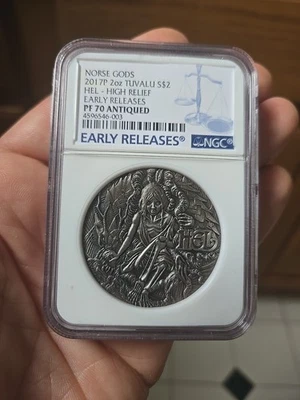 NORSE GODS
2017P 2oz TUVALU S$2
HEL - HIGH RELIEF
EARLY RELEASES
PF 70 ANTIQUED
4596546-003
EARLY RELEASES®
NGC®
HEL